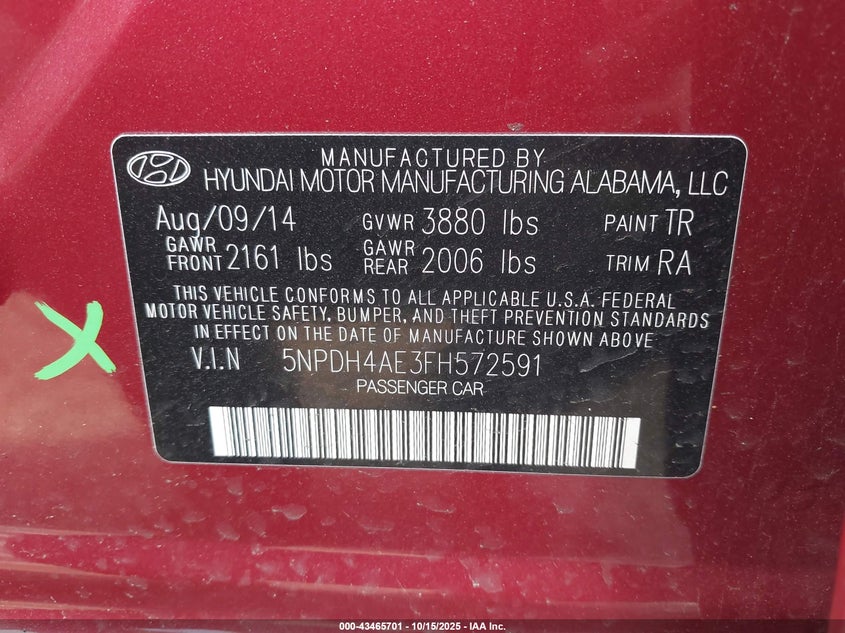 MANUFACTURED BY
HYUNDAI MOTOR MANUFACTURING ALABAMA, LLC
Aug/09/14 GVWR 3880 lbs PAINT TR
GAWR FRONT 2161 lbs GAWR REAR 2006 lbs TRIM RA
THIS VEHICLE CONFORMS TO ALL APPLICABLE U.S.A. FEDERAL
MOTOR VEHICLE SAFETY, BUMPER, AND THEFT PREVENTION STANDARDS
IN EFFECT ON THE DATE OF MANUFACTURE SHOWN ABOVE
V.I.N 5NPDH4AE3FH572591
PASSENGER CAR
X
000-43465701 - 10/15/2025 - IAA Inc.